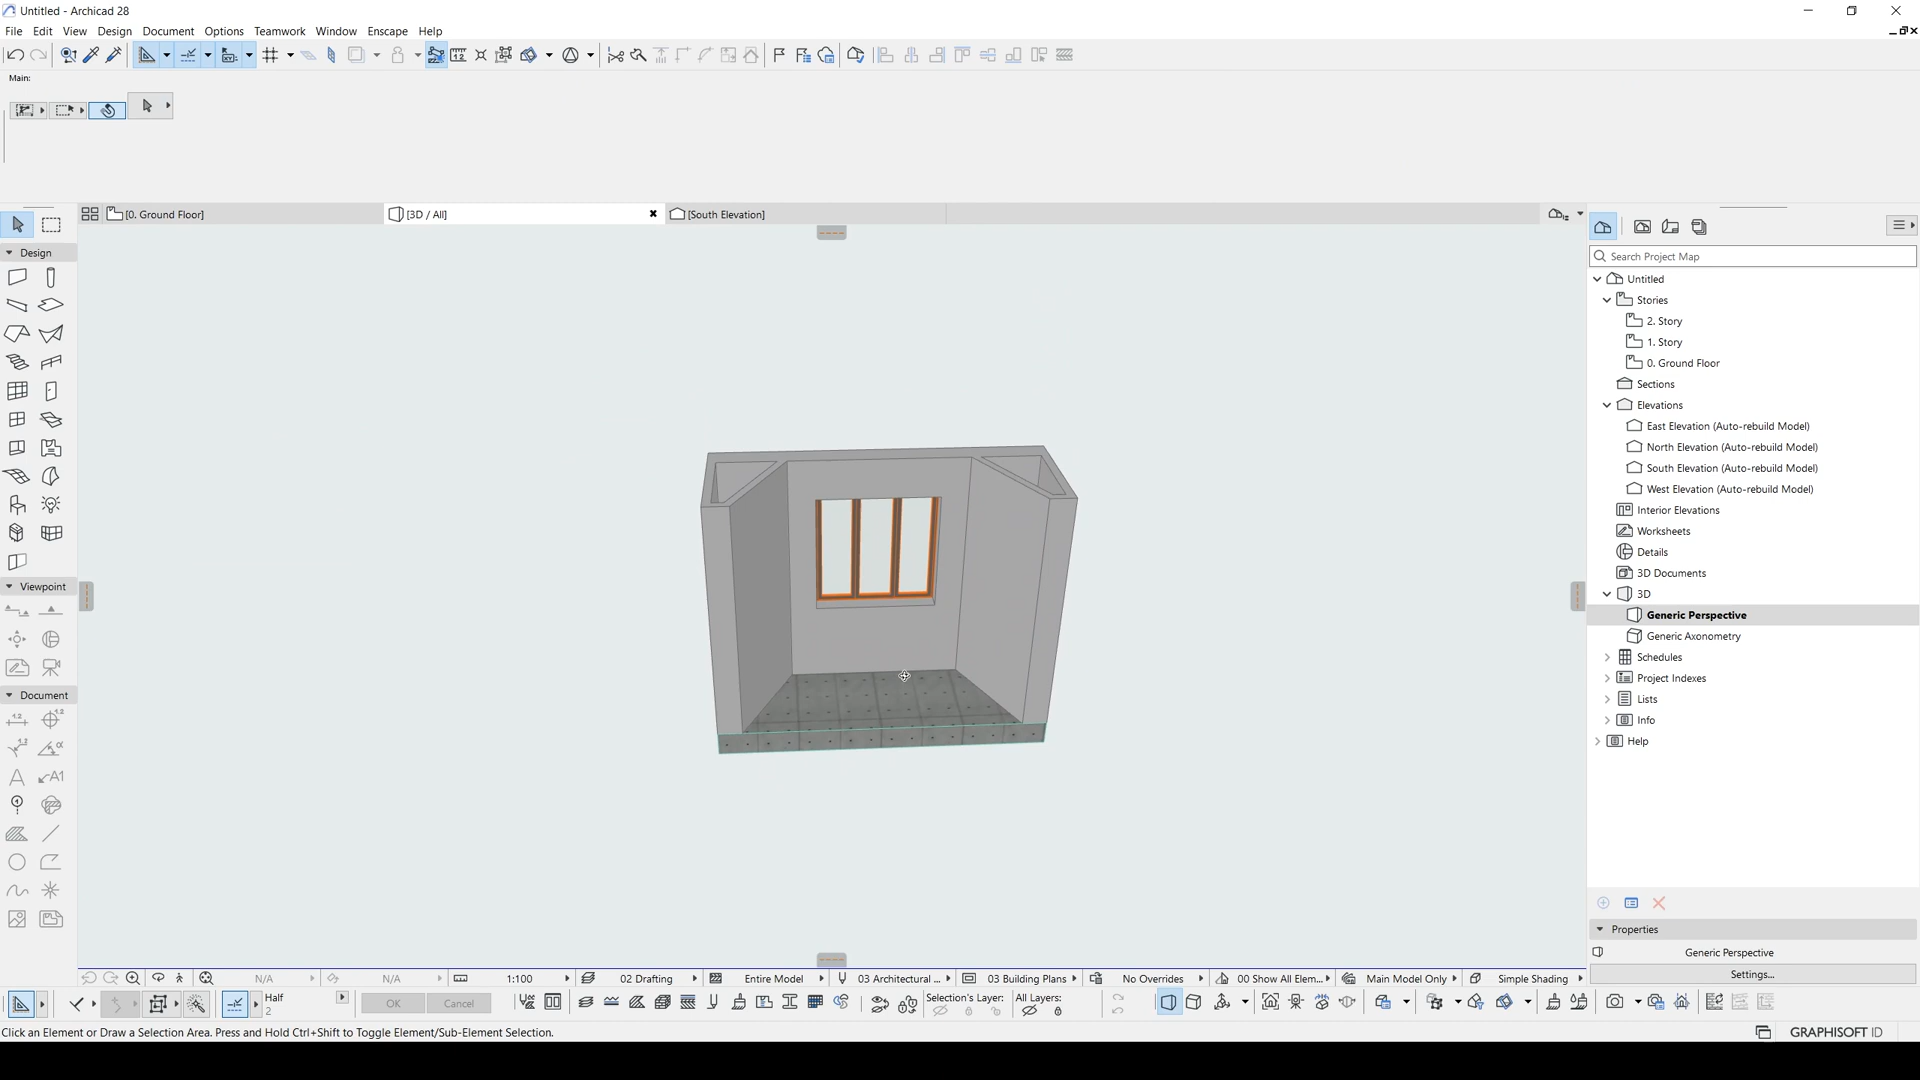 Untitled - Archicad 28
File Edit View Design Document Options Teamwork Window Enscape Help
Main:
[0. Ground Floor]
[3D / All]
[South Elevation]
Design
Viewpoint
Document
Search Project Map
Untitled
Stories
2. Story
1. Story
0. Ground Floor
Sections
Elevations
East Elevation (Auto-rebuild Model)
North Elevation (Auto-rebuild Model)
South Elevation (Auto-rebuild Model)
West Elevation (Auto-rebuild Model)
Interior Elevations
Worksheets
Details
3D Documents
3D
Generic Perspective
Generic Axonometry
Schedules
Project Indexes
Lists
Info
Help
Properties
Generic Perspective
Settings...
N/A N/A 1:100 02 Drafting Entire Model 03 Architectural ... 03 Building Plans No Overrides 00 Show All Elem... Main Model Only Simple Shading
Half
2
OK Cancel
Selection's Layer: All Layers:
Click an Element or Draw a Selection Area. Press and Hold Ctrl+Shift to Toggle Element/Sub-Element Selection.
GRAPHISOFT ID